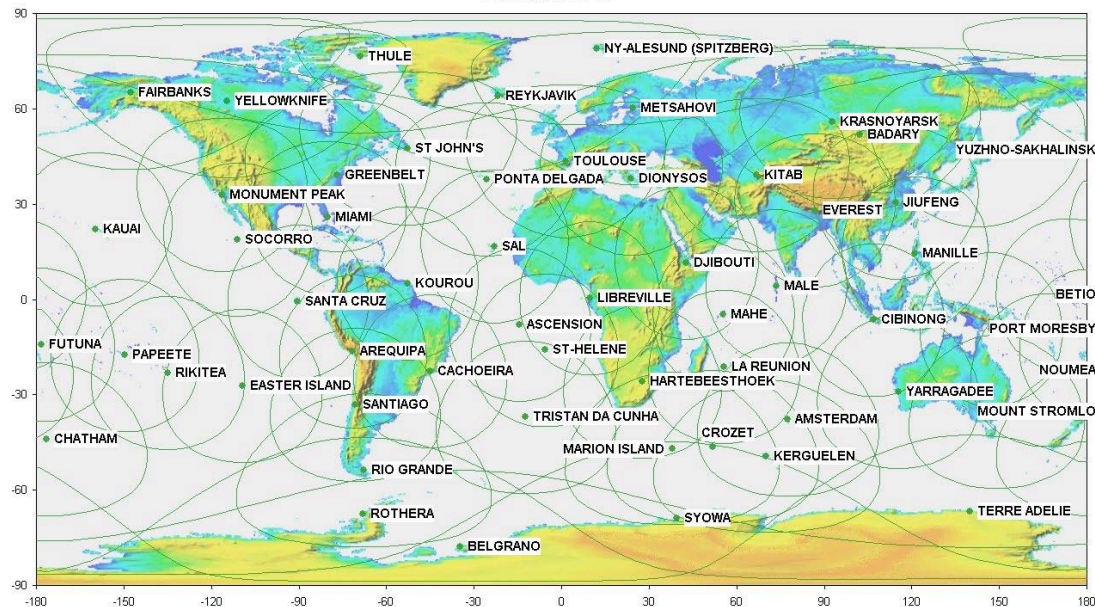 90
NY-ALESUND (SPITZBERG)
THULE
FAIRBANKS
YELLOWKNIFE
REYKJAVIK
METSAHOVI
60
KRASNOYARSK
BADARY
ST JOHN'S
YUZHNO-SAKHALINSK
TOULOUSE
GREENBELT
PONTA DELGADA
DIONYSOS
KITAB
MONUMENT PEAK
30
EVEREST
JIUFENG
MIAMI
KAUAI
SOCORRO
SAL
MANILLE
DJIBOUTI
KOUROU
MALE
0
SANTA CRUZ
LIBREVILLE
BETIO
ASCENSION
MAHE
CIBINONG
PORT MORESBY
FUTUNA
PAPEETE
AREQUIPA
ST-HELENE
RIKITEA
CACHOEIRA
LA REUNION
NOUMEA
EASTER ISLAND
HARTEBEESTHOEK
-30
YARRAGADEE
SANTIAGO
TRISTAN DA CUNHA
AMSTERDAM
MOUNT STROMLO
CHATHAM
CROZET
MARION ISLAND
KERGUELEN
RIO GRANDE
-60
ROTHERA
SYOWA
TERRE ADELIE
BELGRANO
-90
-180 -150 -120 -90 -60 -30 0 30 60 90 120 150 180